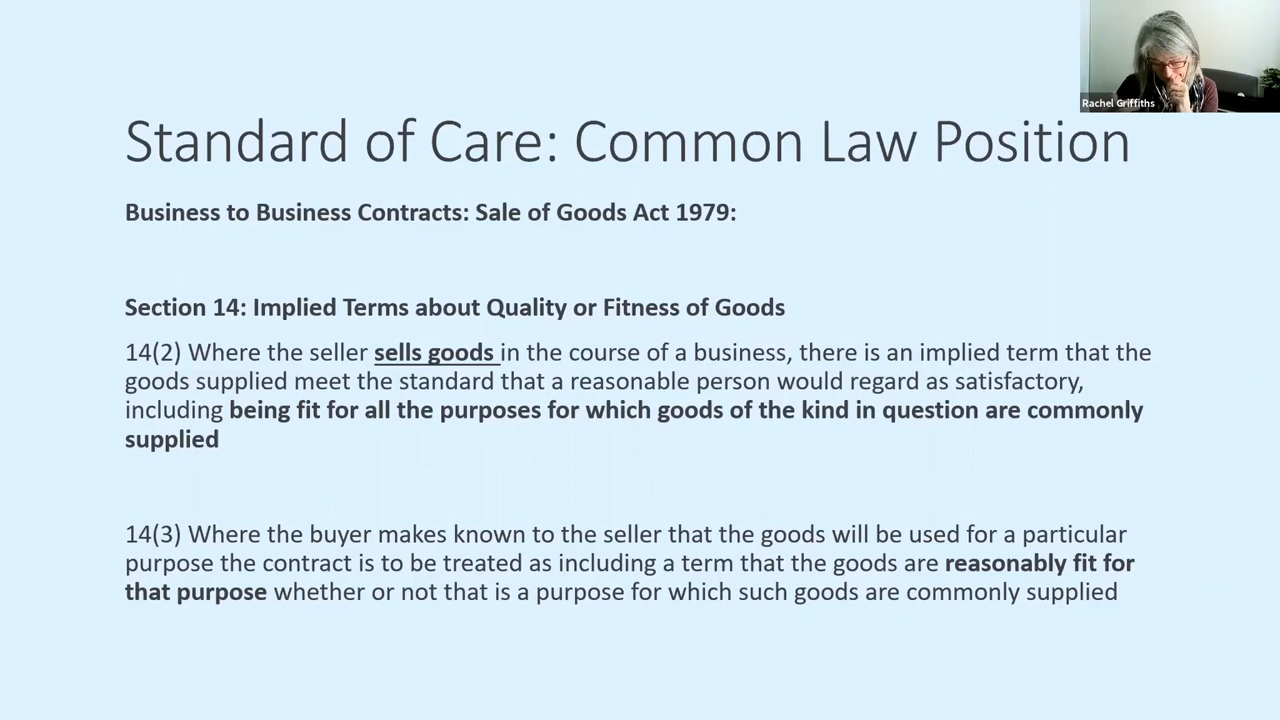 Rachel Griffiths
Standard of Care: Common Law Position
Business to Business Contracts: Sale of Goods Act 1979:
Section 14: Implied Terms about Quality or Fitness of Goods
14(2) Where the seller sells goods in the course of a business, there is an implied term that the
goods supplied meet the standard that a reasonable person would regard as satisfactory,
including being fit for all the purposes for which goods of the kind in question are commonly
supplied
14(3) Where the buyer makes known to the seller that the goods will be used for a particular
purpose the contract is to be treated as including a term that the goods are reasonably fit for
that purpose whether or not that is a purpose for which such goods are commonly supplied